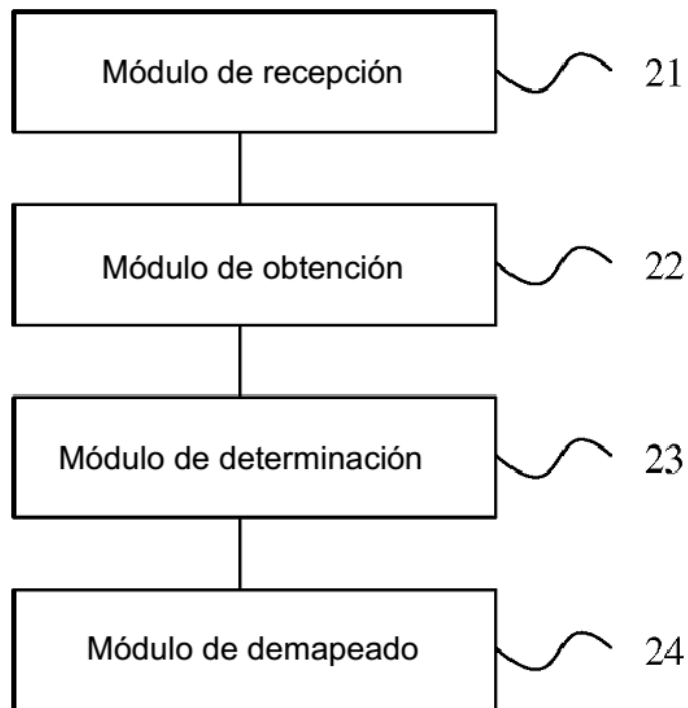 Módulo de recepción 21
Módulo de obtención 22
Módulo de determinación 23
Módulo de demapeado 24